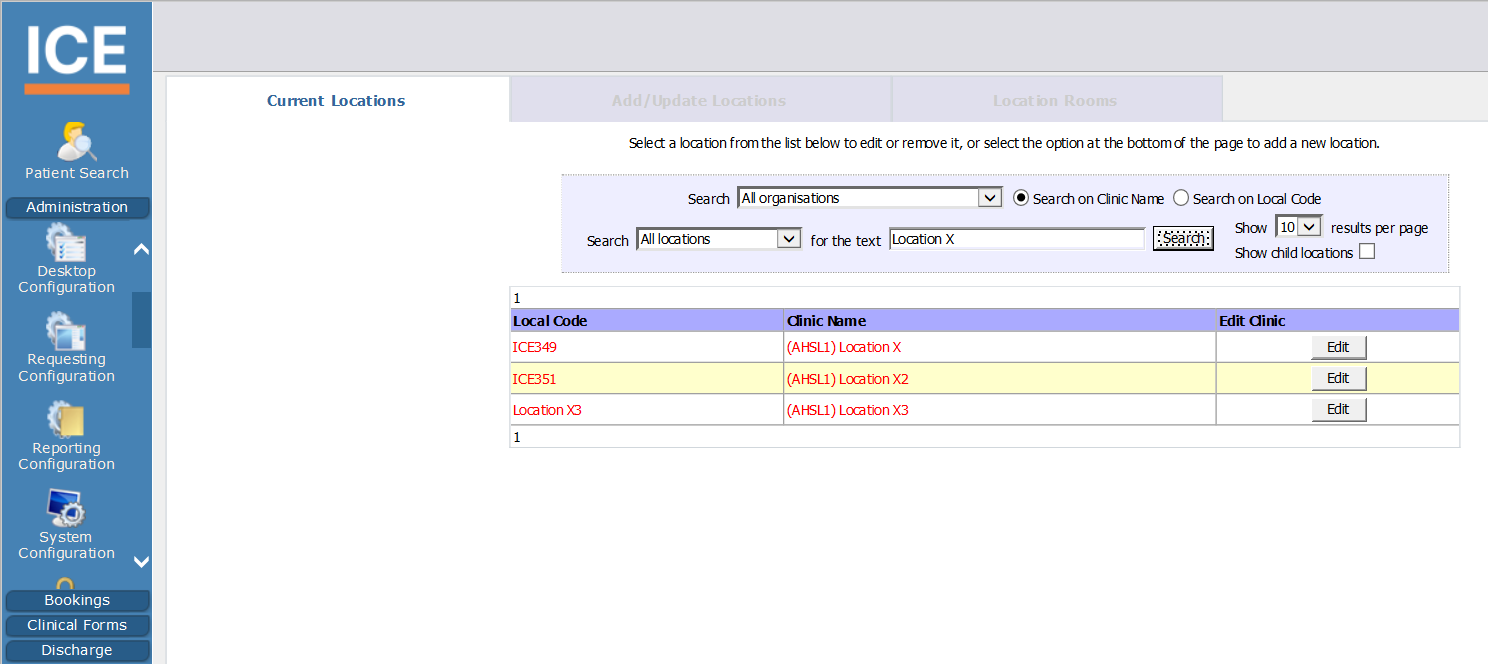 ICE
Patient Search
Administration
Desktop
Configuration
Requesting
Configuration
Reporting
Configuration
System
Configuration
Bookings
Clinical Forms
Discharge
Current Locations
Add/Update Locations
Location Rooms
Select a location from the list below to edit or remove it, or select the option at the bottom of the page to add a new location.
Search All organisations Search on Clinic Name Search on Local Code
Search All locations for the text Location X Search Show 10 results per page
Show child locations
1
Local Code Clinic Name Edit Clinic
ICE349 (AHSL1) Location X Edit
ICE351 (AHSL1) Location X2 Edit
Location X3 (AHSL1) Location X3 Edit
1